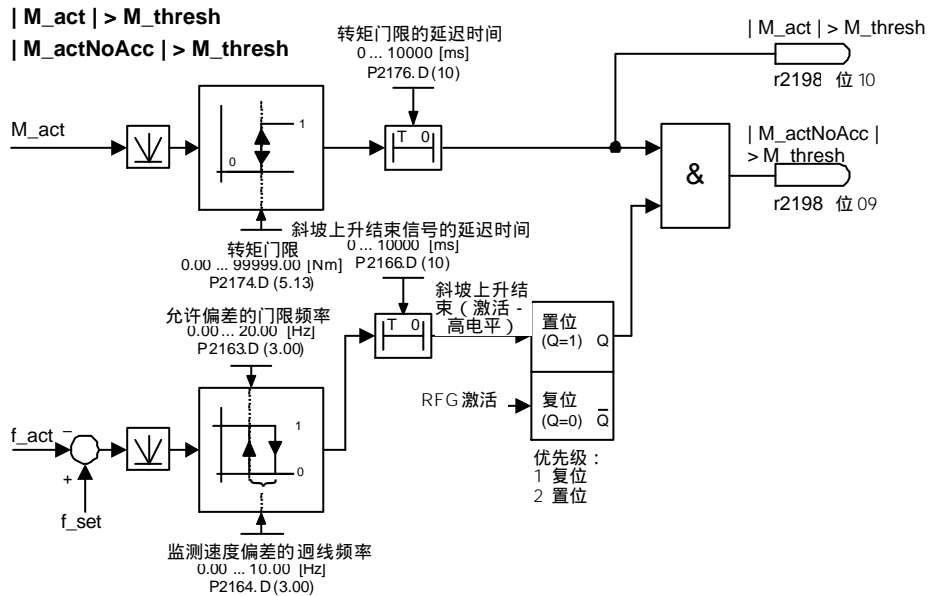 | M_act | > M_thresh
| M_actNoAcc | > M_thresh
转矩门限的延迟时间
0 ... 10000 [ms]
P2176.D (10)
| M_act | > M_thresh
r2198 位 10
M_act
1
0
T 0
&
| M_actNoAcc |
> M_thresh
r2198 位 09
转矩门限
0.00 ... 99999.00 [Nm]
P2174.D (5.13)
斜坡上升结束信号的延迟时间
0 ... 10000 [ms]
P2166.D (10)
允许偏差的门限频率
0.00 ... 20.00 [Hz]
P2163.D (3.00)
T 0
斜坡上升结
束（激活 -
高电平）
置位
(Q=1) Q
RFG 激活
复位
(Q=0) Q̅
优先级：
1 复位
2 置位
f_act
−
+
f_set
1
0
监测速度偏差的迥线频率
0.00 ... 10.00 [Hz]
P2164.D (3.00)